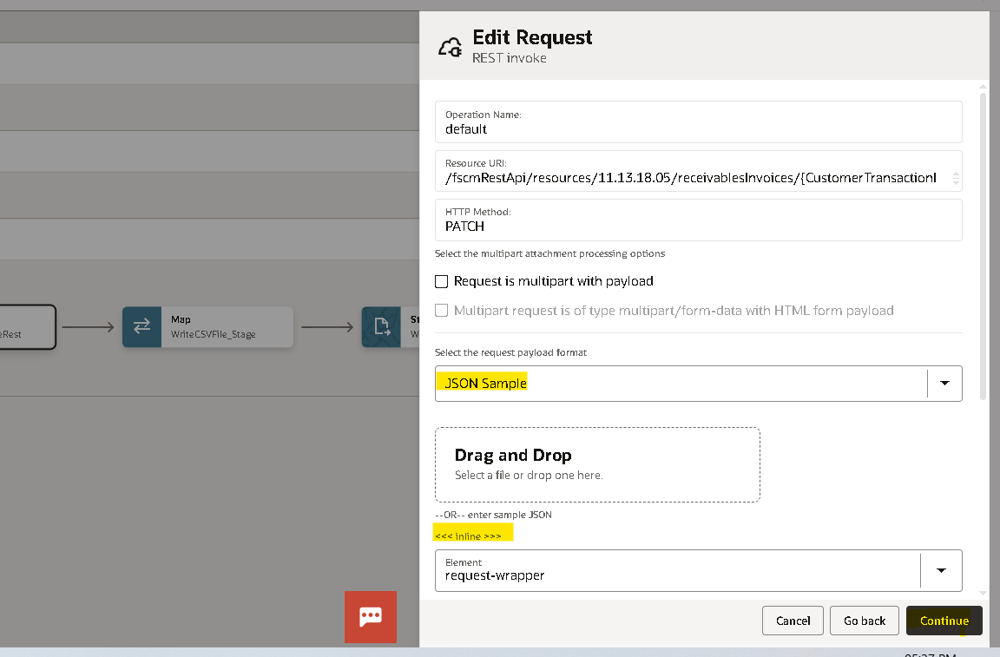 Edit Request
REST invoke
Operation Name:
default
Resource URI:
/fscmRestApi/resources/11.13.18.05/receivablesInvoices/{CustomerTransactionI
HTTP Method:
PATCH
Select the multipart attachment processing options
Request is multipart with payload
Multipart request is of type multipart/form-data with HTML form payload
eRest
Map
WriteCSVFile_Stage
St
W
Select the request payload format
JSON Sample
Drag and Drop
Select a file or drop one here.
--OR-- enter sample JSON
<<< inline >>>
Element
request-wrapper
Cancel
Go back
Continue